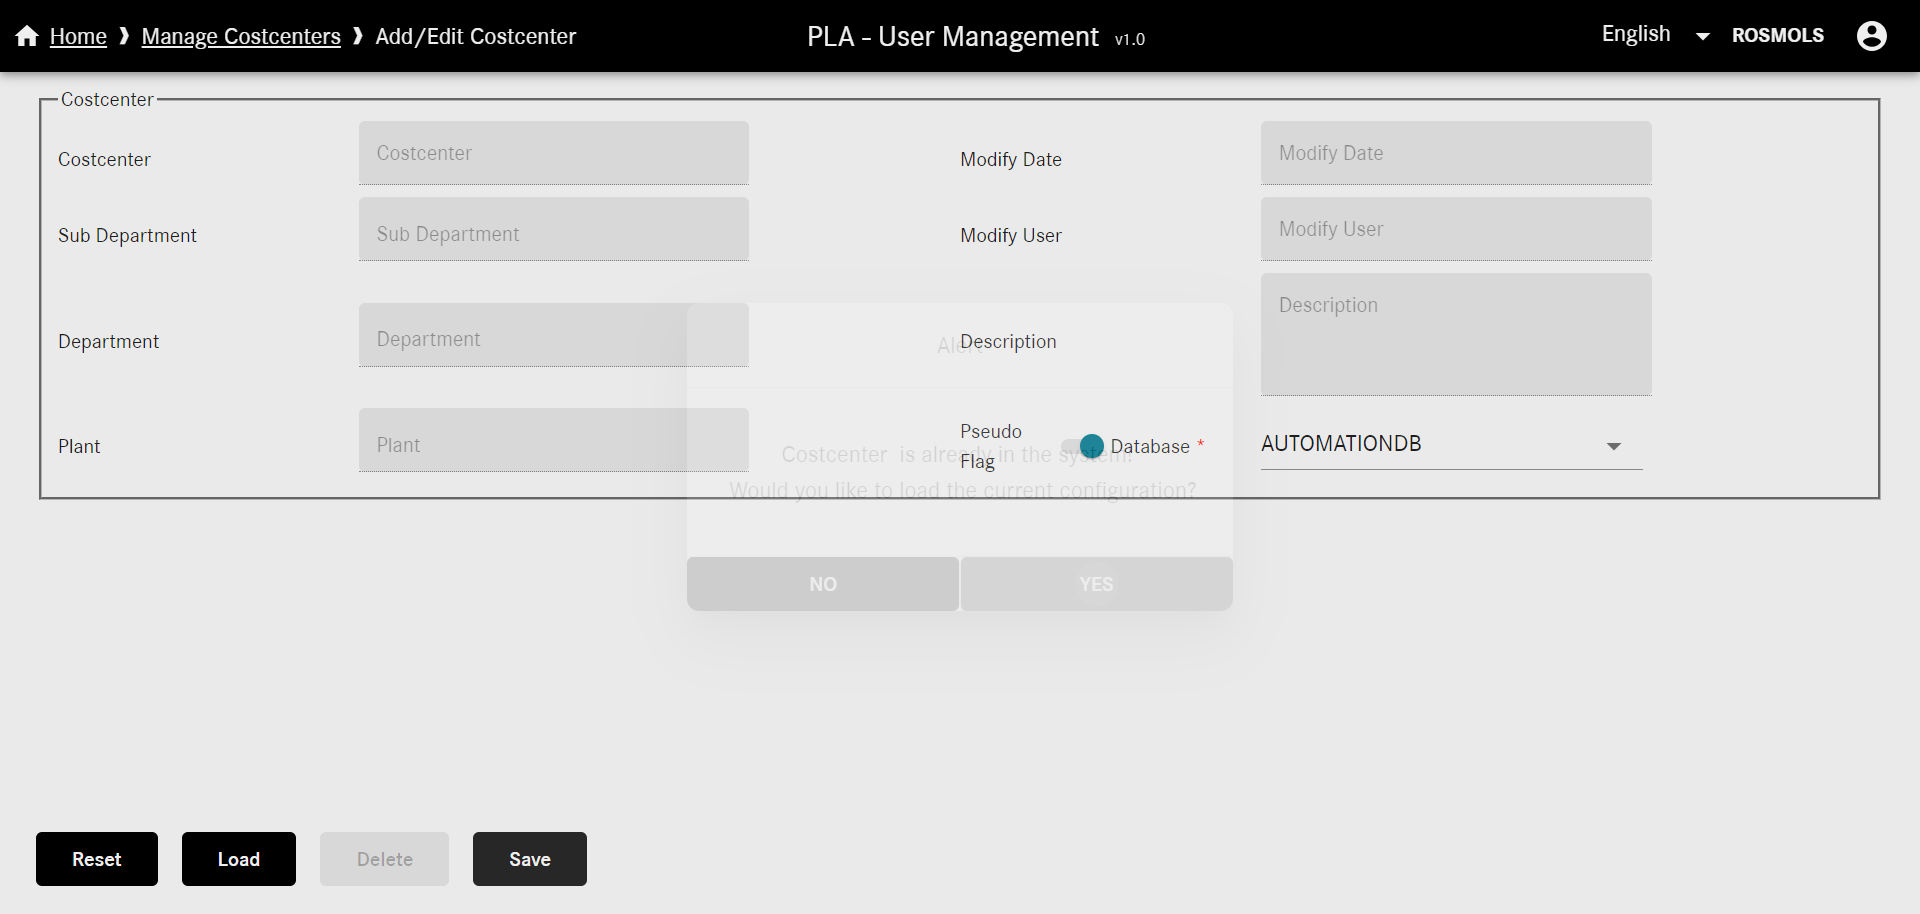 Home ❱ Manage Costcenters ❱ Add/Edit Costcenter
PLA - User Management v1.0
English
ROSMOLS
Costcenter
Costcenter
Costcenter
Modify Date
Modify Date
Sub Department
Sub Department
Modify User
Modify User
Department
Department
Description
Description
Plant
Plant
Pseudo
Flag
Database *
AUTOMATIONDB
Alert
Costcenter is already in the system!
Would you like to load the current configuration?
NO
YES
Reset
Load
Delete
Save